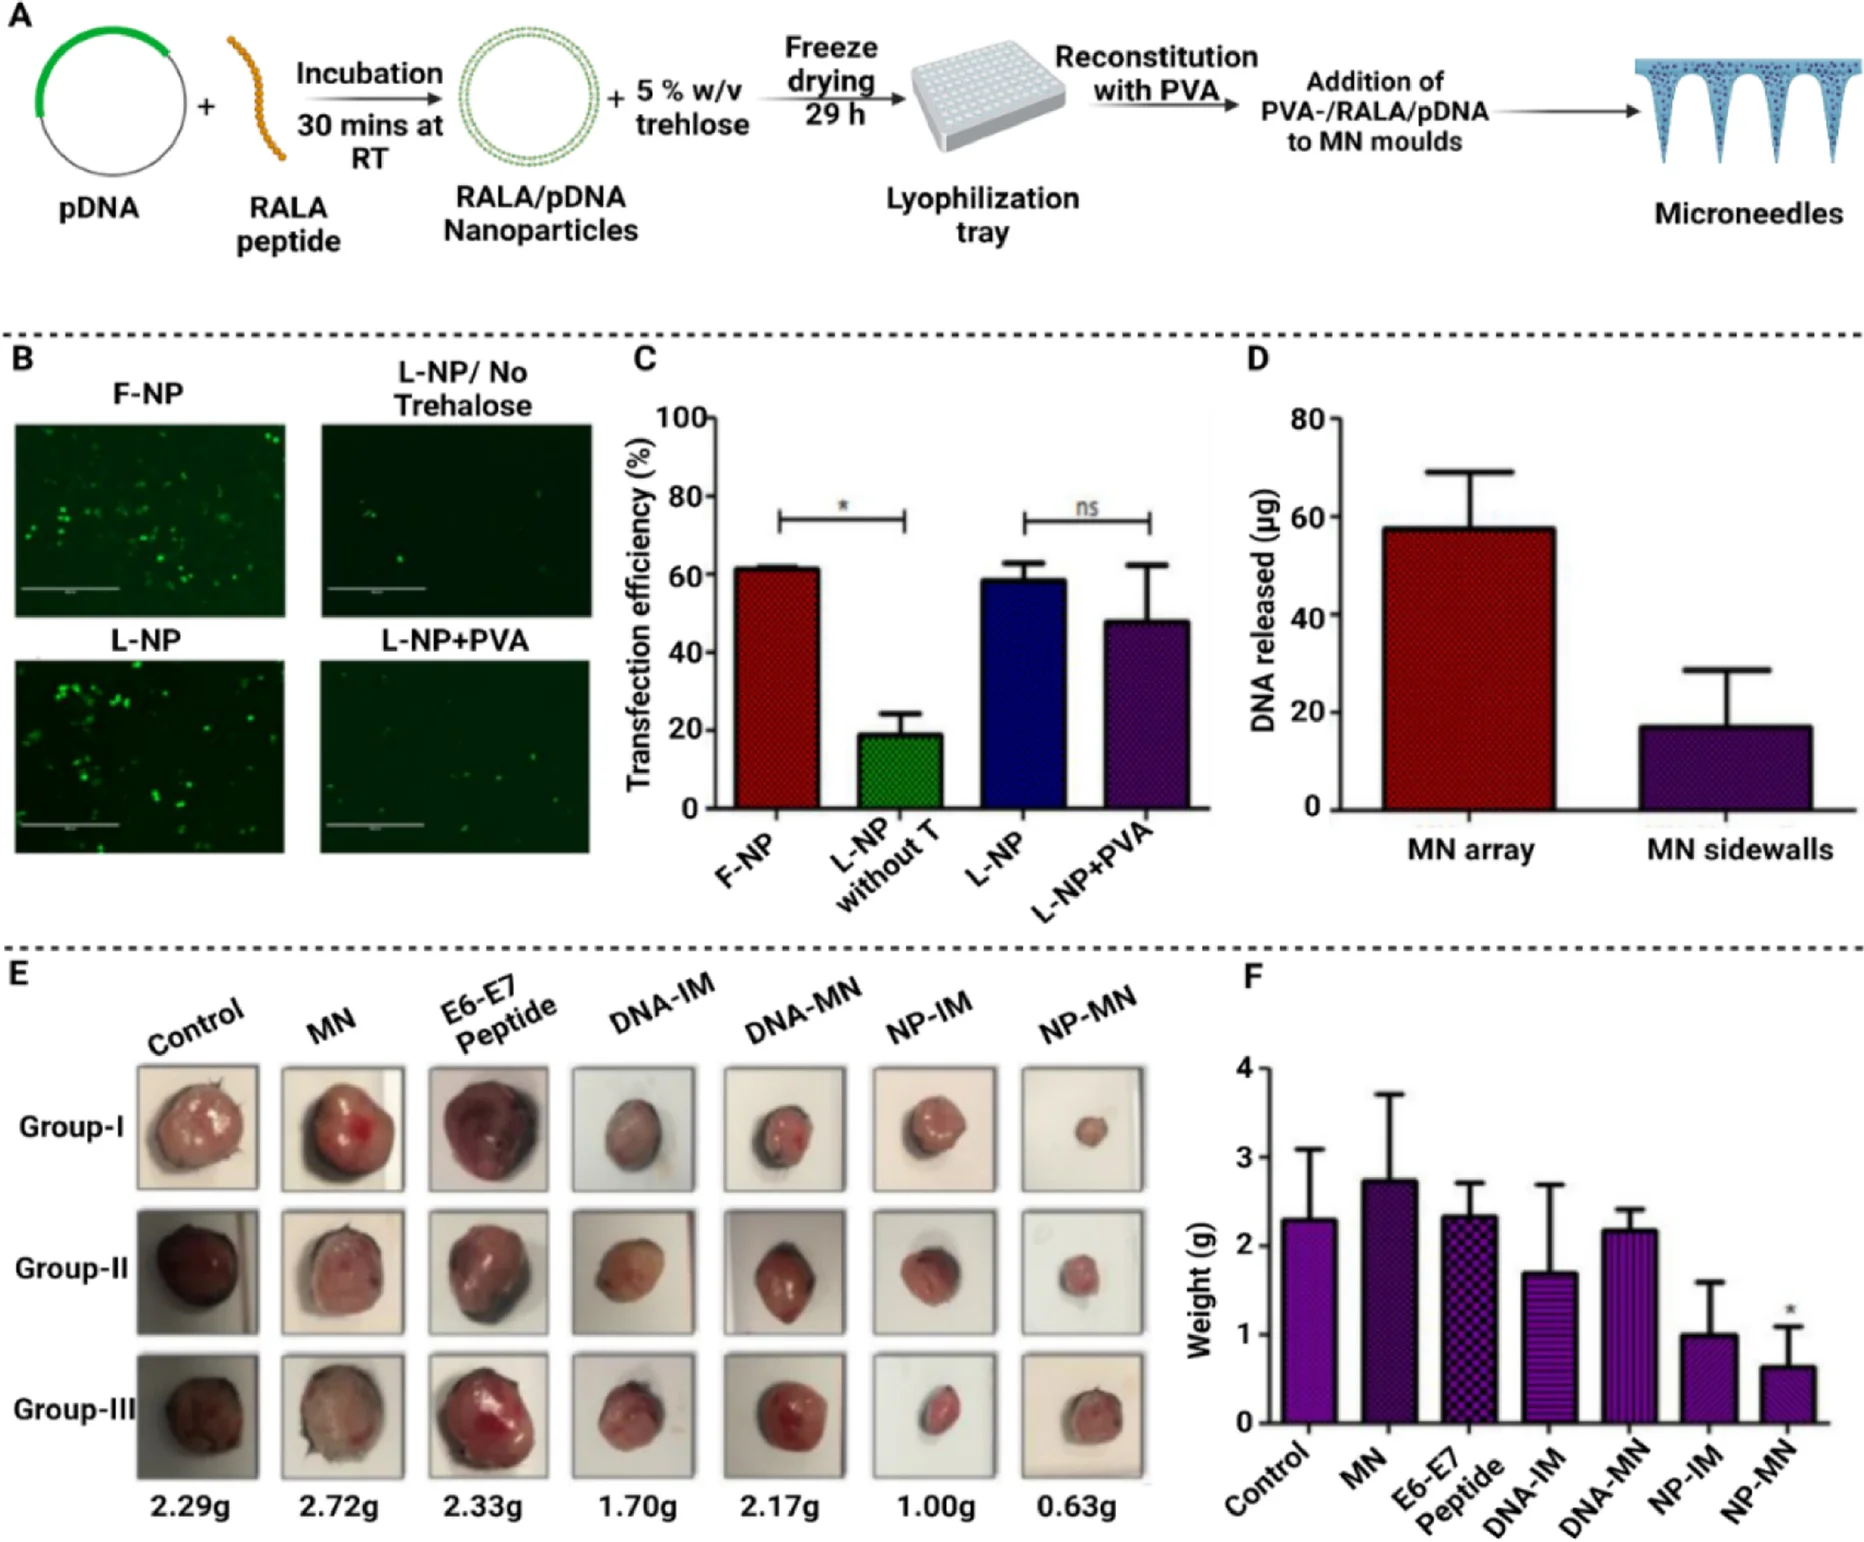 A
pDNA
+
RALA
peptide
Incubation
30 mins at
RT
RALA/pDNA
Nanoparticles
+ 5 % w/v
trehlose
Freeze
drying
29 h
Lyophilization
tray
Reconstitution
with PVA
Addition of
PVA-/RALA/pDNA
to MN moulds
Microneedles
B
F-NP
L-NP/ No
Trehalose
L-NP
L-NP+PVA
C
Transfection efficiency (%)
100
80
60
40
20
0
*
ns
F-NP
L-NP
without T
L-NP
L-NP+PVA
D
DNA released (µg)
80
60
40
20
0
MN array
MN sidewalls
E
Control
MN
E6-E7
Peptide
DNA-IM
DNA-MN
NP-IM
NP-MN
Group-I
Group-II
Group-III
2.29g
2.72g
2.33g
1.70g
2.17g
1.00g
0.63g
F
Weight (g)
4
3
2
1
0
*
Control
MN
E6-E7
Peptide
DNA-IM
DNA-MN
NP-IM
NP-MN